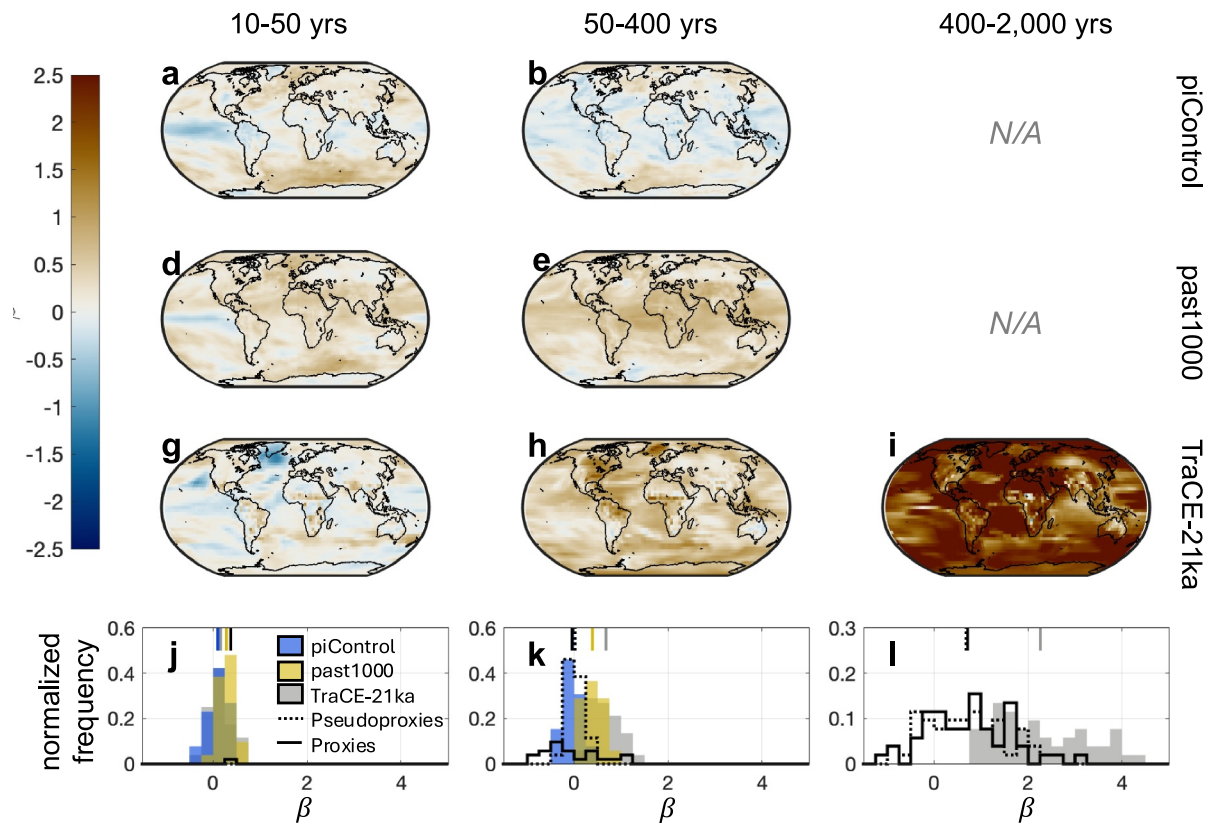 10-50 yrs
50-400 yrs
400-2,000 yrs
2.5
2
1.5
1
0.5
0
-0.5
-1
-1.5
-2
-2.5
a
b
N/A
piControl
d
e
N/A
past1000
g
h
i
TraCE-21ka
normalized
frequency
0.6
0.4
0.2
0
j
piControl
past1000
TraCE-21ka
Pseudoproxies
Proxies
0
2
4
β
0.6
0.4
0.2
0
k
0
2
4
β
0.3
0.2
0.1
0
l
0
2
4
β